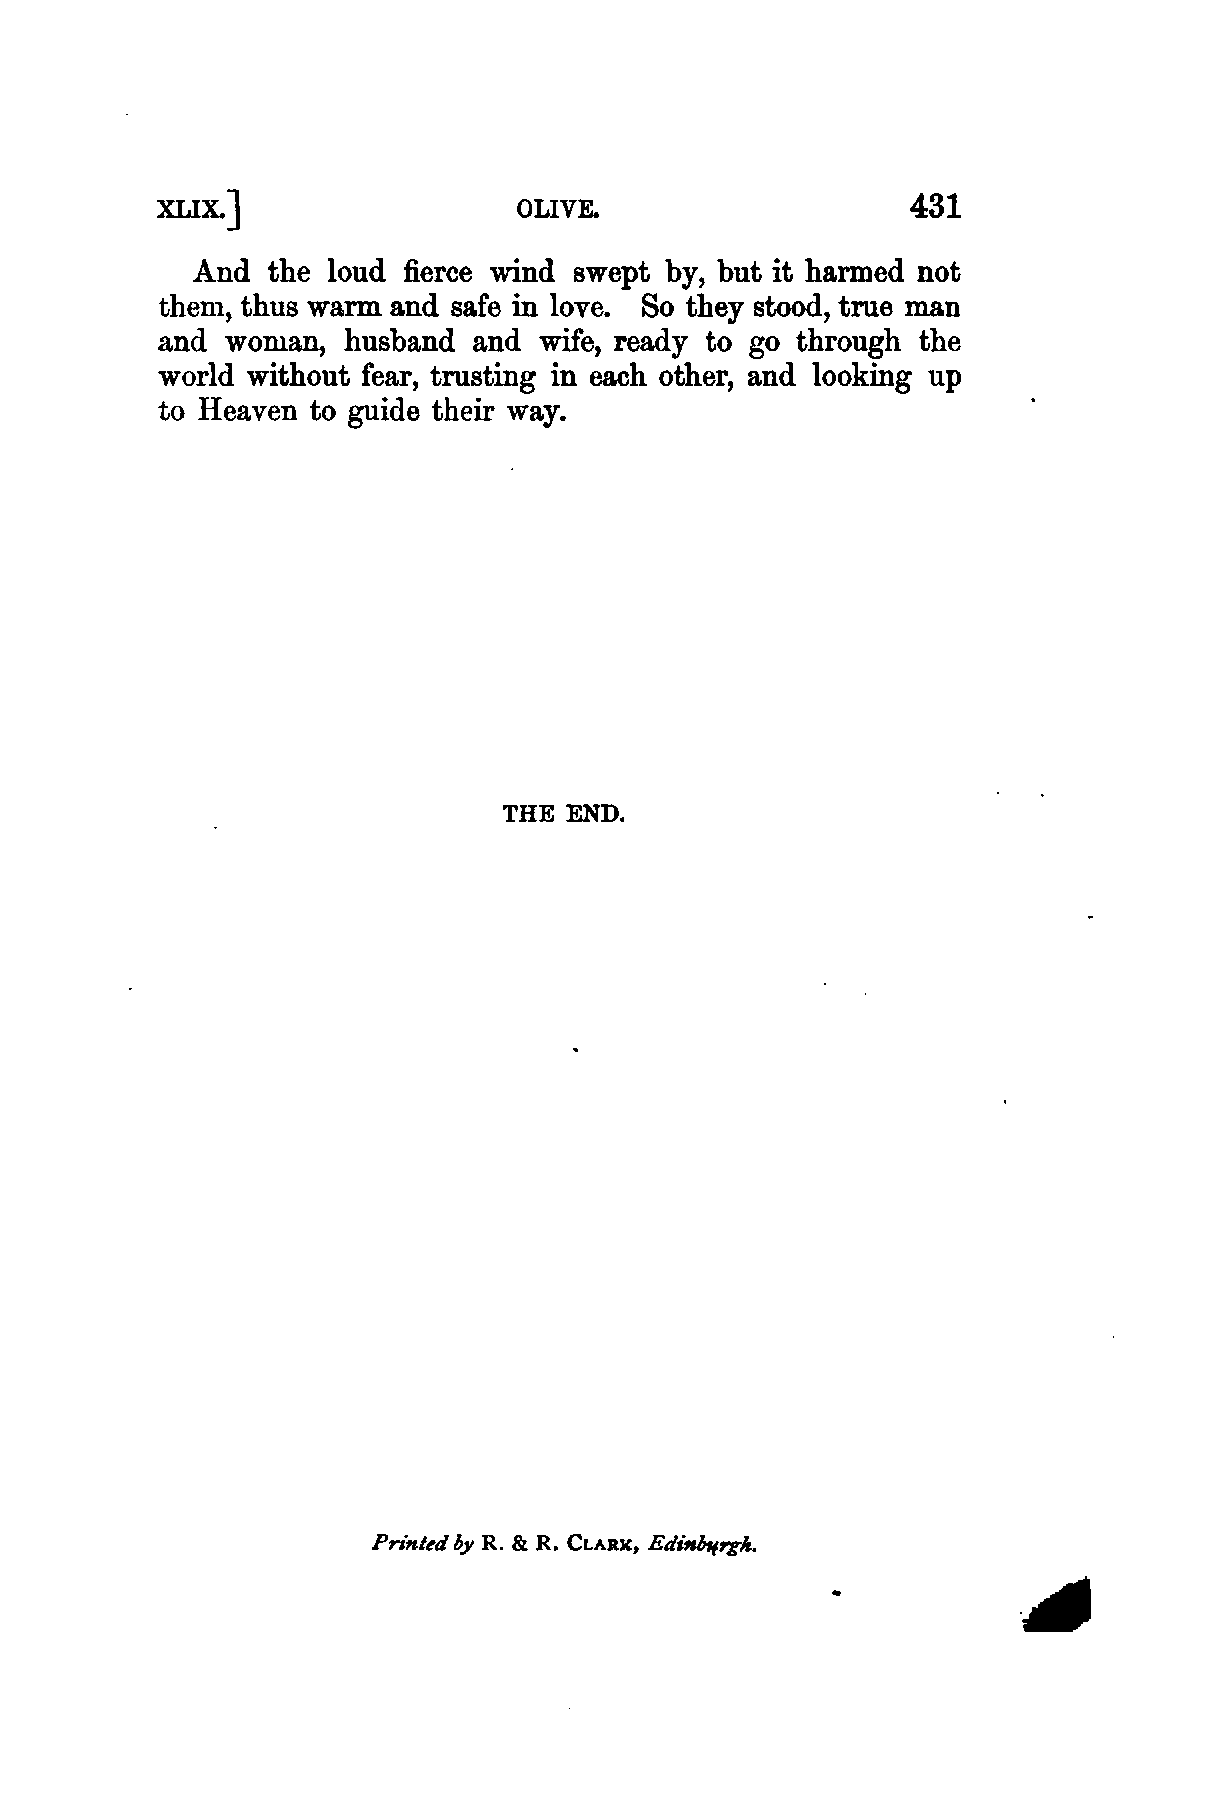 XLIX.] OLIVE. 431
And the loud fierce wind swept by, but it harmed not
them, thus warm and safe in love. So they stood, true man
and woman, husband and wife, ready to go through the
world without fear, trusting in each other, and looking up
to Heaven to guide their way.
THE END.
Printed by R. & R. CLARK, Edinburgh.